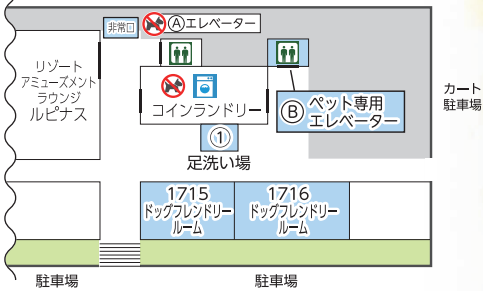 非常口
Ⓐエレベーター
リゾート
アミューズメント
ラウンジ
ルピナス
コインランドリー
Ⓑ ペット専用
エレベーター
カート
駐車場
①
足洗い場
1715
ドッグフレンドリー
ルーム
1716
ドッグフレンドリー
ルーム
駐車場
駐車場